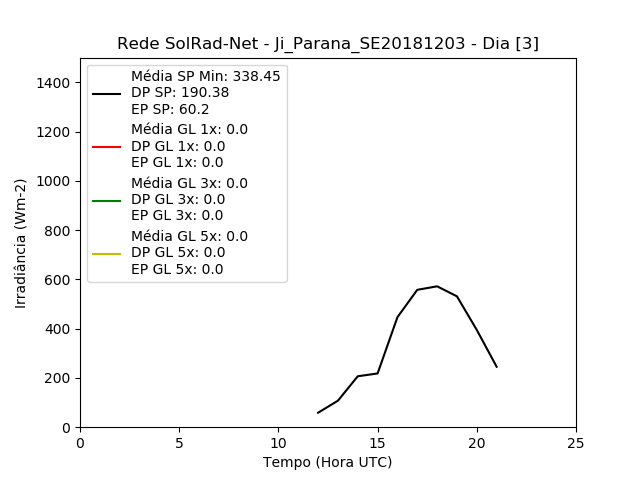 Rede SolRad-Net - Ji_Parana_SE20181203 - Dia [3]
Média SP Min: 338.45
DP SP: 190.38
EP SP: 60.2
Média GL 1x: 0.0
DP GL 1x: 0.0
EP GL 1x: 0.0
Média GL 3x: 0.0
DP GL 3x: 0.0
EP GL 3x: 0.0
Média GL 5x: 0.0
DP GL 5x: 0.0
EP GL 5x: 0.0
Irradiância (Wm-2)
1400
1200
1000
800
600
400
200
0
0 5 10 15 20 25
Tempo (Hora UTC)